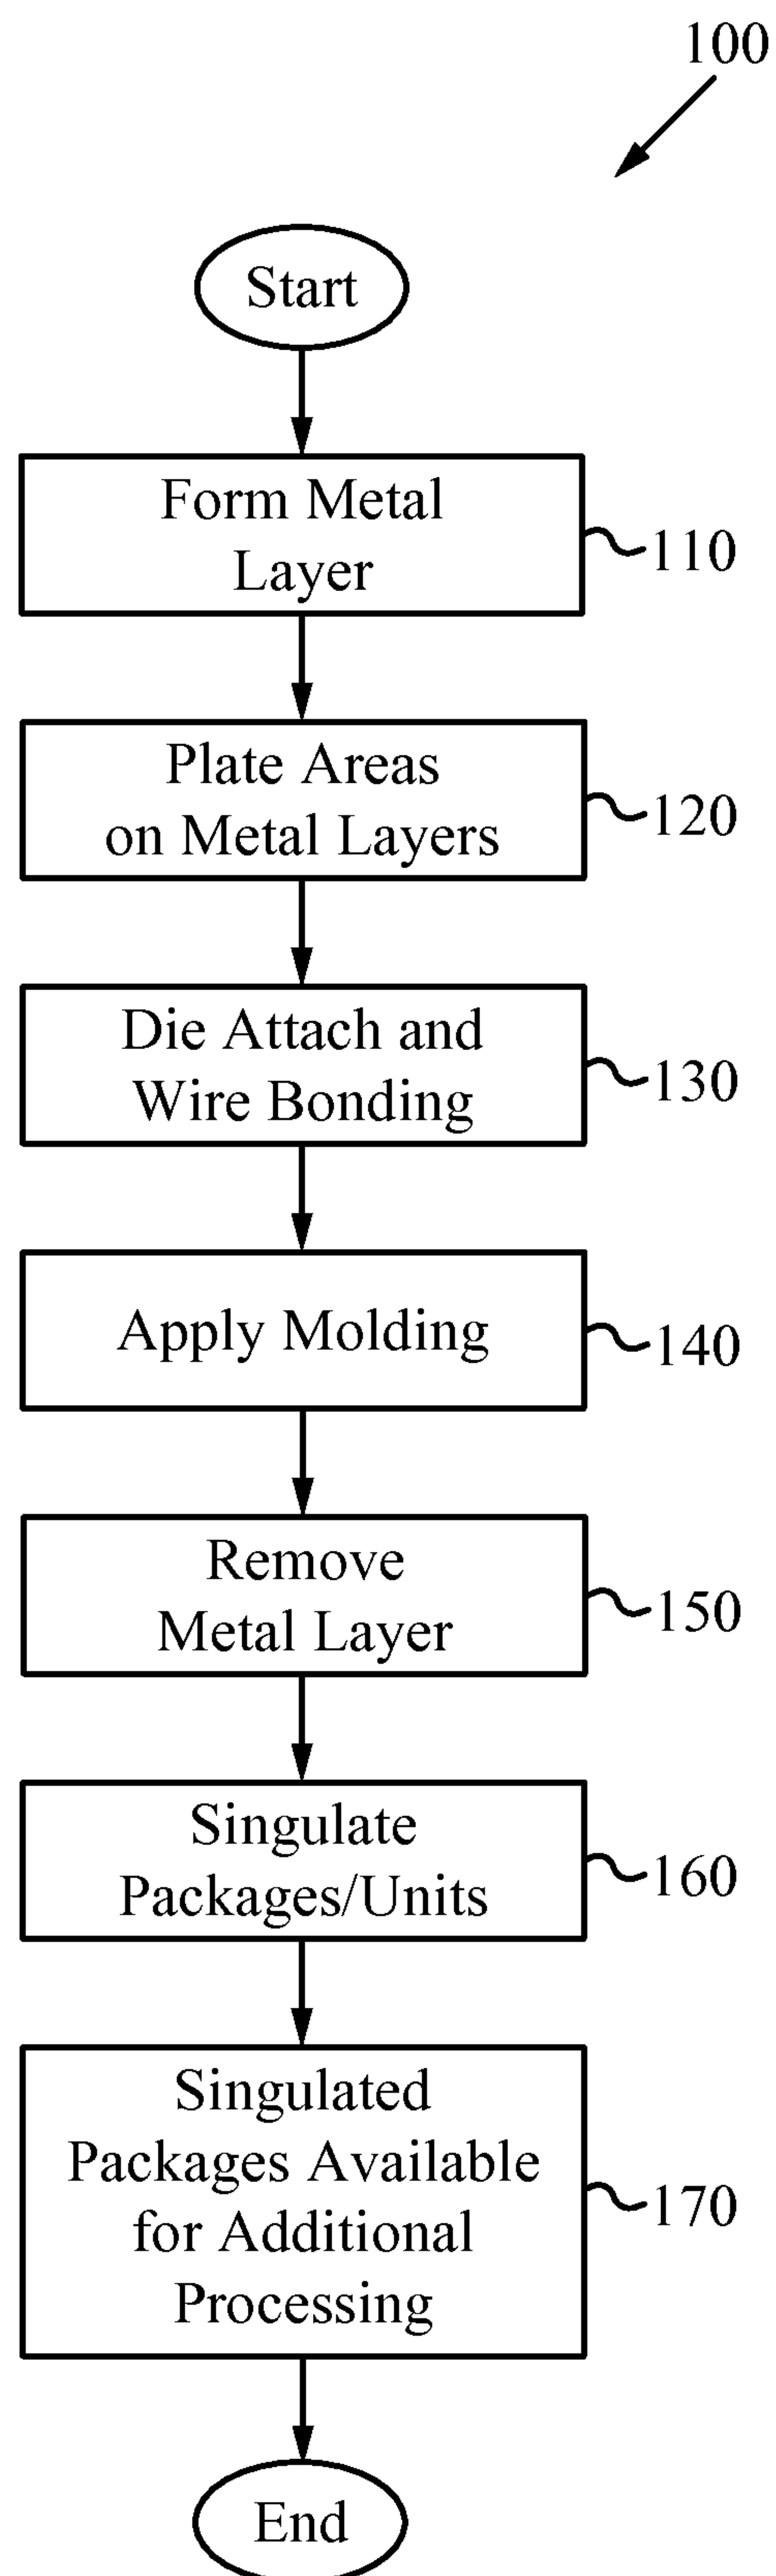 100
Start
Form Metal
Layer
110
Plate Areas
on Metal Layers
120
Die Attach and
Wire Bonding
130
Apply Molding
140
Remove
Metal Layer
150
Singulate
Packages/Units
160
Singulated
Packages Available
for Additional
Processing
170
End